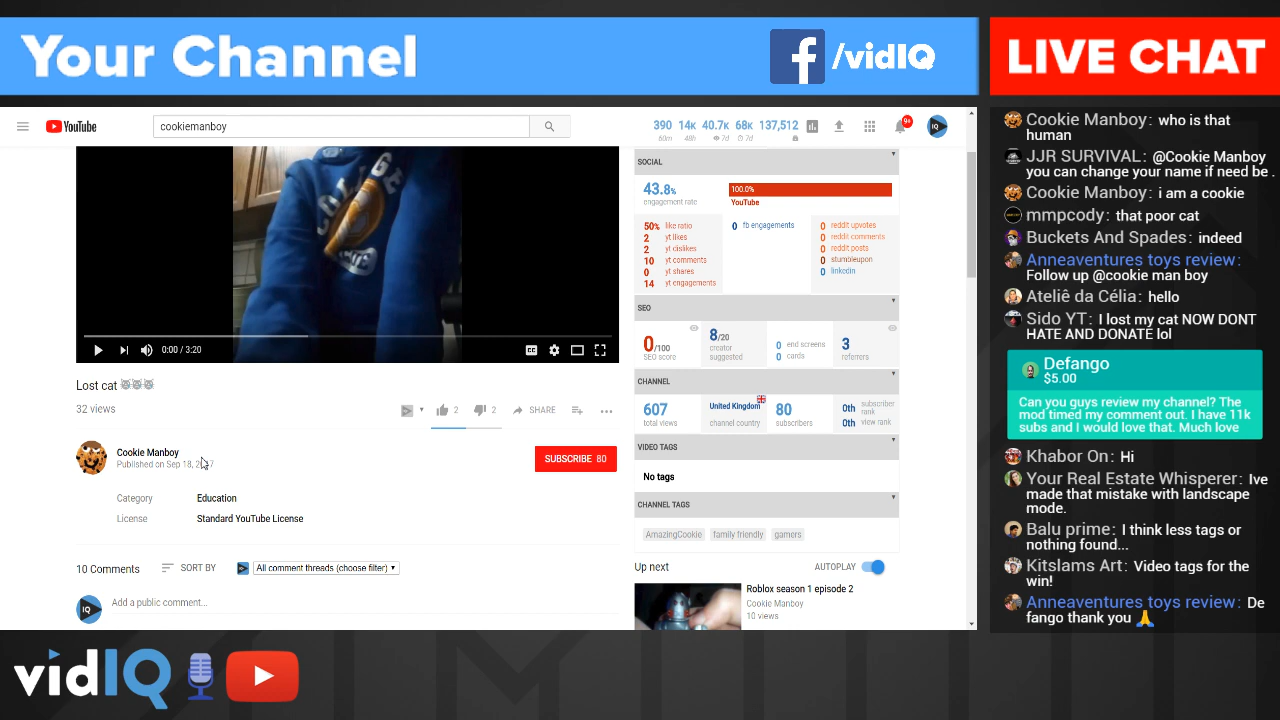 Your Channel
f /vidIQ
LIVE CHAT
YouTube
cookiemanboy
390 14K 40.7K 68K 137,512
60m 48h 7d 7d
9+
IQ
0:00 / 3:20
CC
Lost cat 😿😿😿
32 views
2
2
SHARE
Cookie Manboy
Published on Sep 18,
SUBSCRIBE 80
Category Education
License Standard YouTube License
10 Comments
SORT BY
All comment threads (choose filter)
IQ
Add a public comment...
SOCIAL
43.8%
engagement rate
100.0%
YouTube
50% like ratio
2 yt likes
2 yt dislikes
10 yt comments
0 yt shares
14 yt engagements
0 fb engagements
0 reddit upvotes
0 reddit comments
0 reddit posts
0 stumbleupon
0 linkedin
SEO
0/100
SEO score
8/20
creator
suggested
0 end screens
0 cards
3
referrers
CHANNEL
607
total views
United Kingdom
channel country
80
subscribers
0th subscriber rank
0th view rank
VIDEO TAGS
No tags
CHANNEL TAGS
AmazingCookie family friendly gamers
Up next
AUTOPLAY
Roblox season 1 episode 2
Cookie Manboy
10 views
Cookie Manboy: who is that
human
JJR SURVIVAL: @Cookie Manboy
you can change your name if need be .
Cookie Manboy: i am a cookie
mmpcody: that poor cat
Buckets And Spades: indeed
Anneaventures toys review:
Follow up @cookie man boy
Ateliê da Célia: hello
Sido YT: I lost my cat NOW DONT
HATE AND DONATE lol
Defango
$5.00
Can you guys review my channel? The
mod timed my comment out. I have 11k
subs and I would love that. Much love
Khabor On: Hi
Your Real Estate Whisperer: Ive
made that mistake with landscape
mode.
Balu prime: I think less tags or
nothing found...
Kitslams Art: Video tags for the
win!
Anneaventures toys review: De
fango thank you 🙏
vidIQ